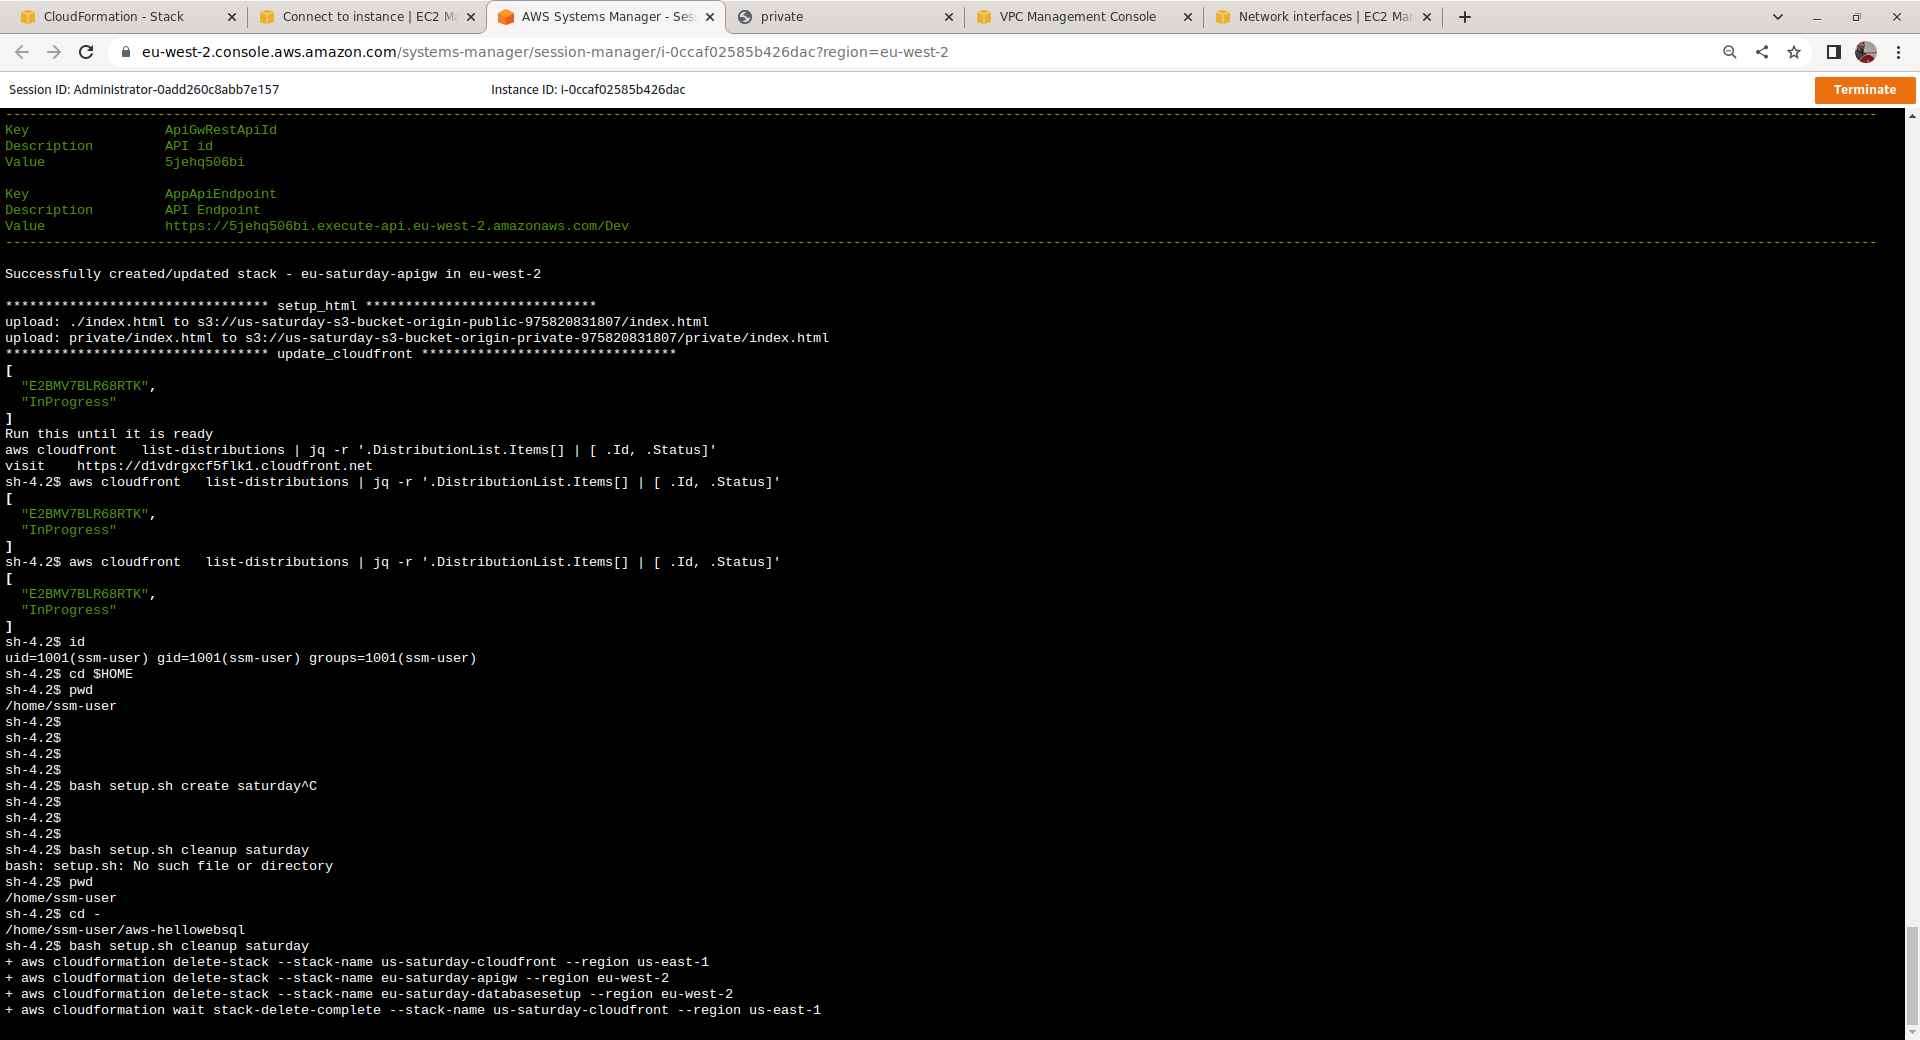 CloudFormation - Stack
Connect to instance | EC2 Ma
AWS Systems Manager - Ses
private
VPC Management Console
Network interfaces | EC2 Mar
eu-west-2.console.aws.amazon.com/systems-manager/session-manager/i-0ccaf02585b426dac?region=eu-west-2
Session ID: Administrator-0add260c8abb7e157
Instance ID: i-0ccaf02585b426dac
Terminate
Key ApiGwRestApiId
Description API id
Value 5jehq506bi
Key AppApiEndpoint
Description API Endpoint
Value https://5jehq506bi.execute-api.eu-west-2.amazonaws.com/Dev
Successfully created/updated stack - eu-saturday-apigw in eu-west-2
********************************* setup_html *****************************
upload: ./index.html to s3://us-saturday-s3-bucket-origin-public-975820831807/index.html
upload: private/index.html to s3://us-saturday-s3-bucket-origin-private-975820831807/private/index.html
********************************* update_cloudfront ********************************
[
"E2BMV7BLR68RTK",
"InProgress"
]
Run this until it is ready
aws cloudfront   list-distributions | jq -r '.DistributionList.Items[] | [ .Id, .Status]'
visit    https://d1vdrgxcf5flk1.cloudfront.net
sh-4.2$ aws cloudfront   list-distributions | jq -r '.DistributionList.Items[] | [ .Id, .Status]'
[
"E2BMV7BLR68RTK",
"InProgress"
]
sh-4.2$ aws cloudfront   list-distributions | jq -r '.DistributionList.Items[] | [ .Id, .Status]'
[
"E2BMV7BLR68RTK",
"InProgress"
]
sh-4.2$ id
uid=1001(ssm-user) gid=1001(ssm-user) groups=1001(ssm-user)
sh-4.2$ cd $HOME
sh-4.2$ pwd
/home/ssm-user
sh-4.2$
sh-4.2$
sh-4.2$
sh-4.2$
sh-4.2$ bash setup.sh create saturday^C
sh-4.2$
sh-4.2$
sh-4.2$
sh-4.2$ bash setup.sh cleanup saturday
bash: setup.sh: No such file or directory
sh-4.2$ pwd
/home/ssm-user
sh-4.2$ cd -
/home/ssm-user/aws-hellowebsql
sh-4.2$ bash setup.sh cleanup saturday
+ aws cloudformation delete-stack --stack-name us-saturday-cloudfront --region us-east-1
+ aws cloudformation delete-stack --stack-name eu-saturday-apigw --region eu-west-2
+ aws cloudformation delete-stack --stack-name eu-saturday-databasesetup --region eu-west-2
+ aws cloudformation wait stack-delete-complete --stack-name us-saturday-cloudfront --region us-east-1